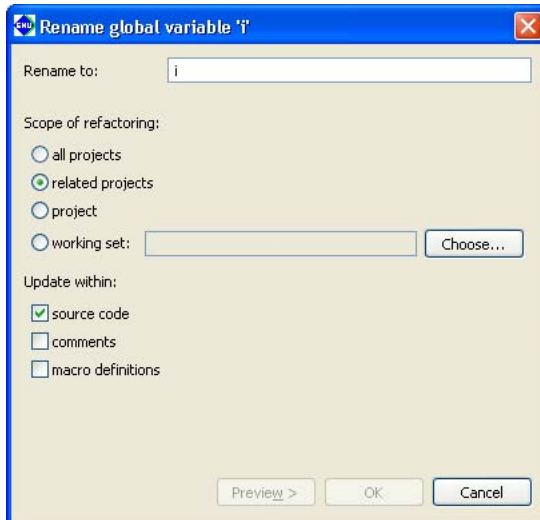 GNU Rename global variable 'i'
Rename to: i
Scope of refactoring:
all projects
related projects
project
working set: Choose...
Update within:
source code
comments
macro definitions
Preview > OK Cancel